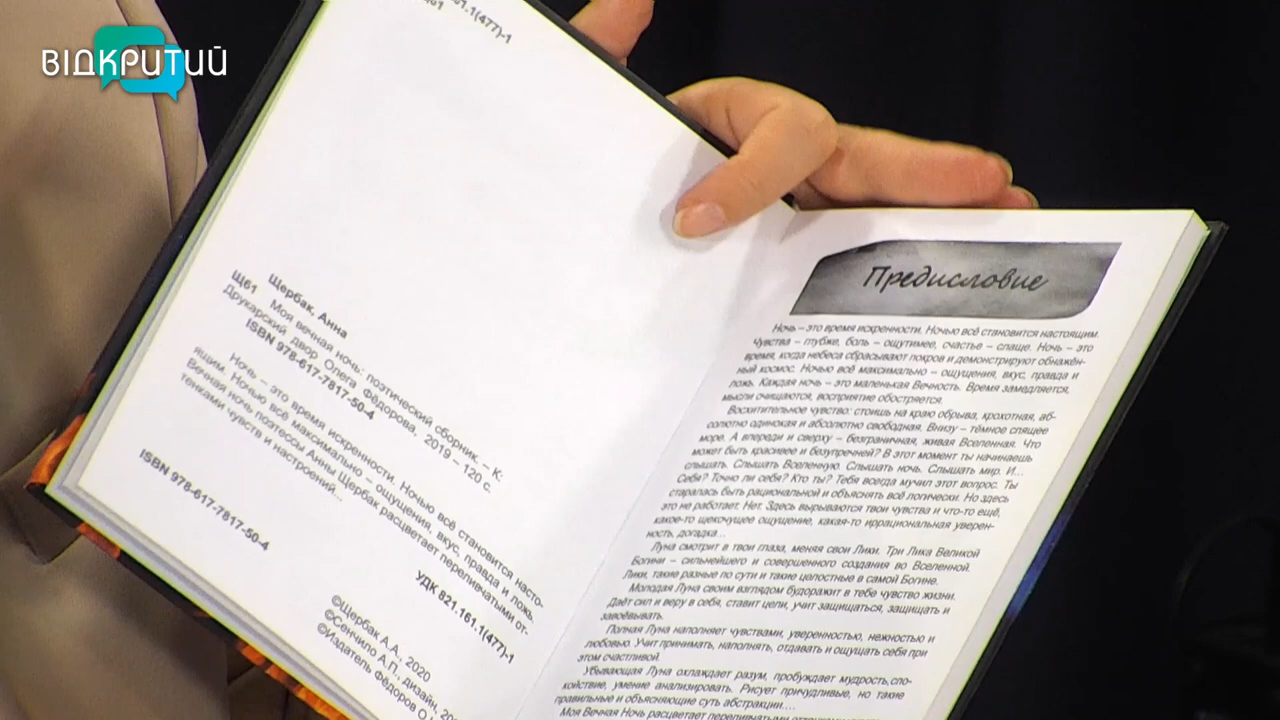 ВІДКРИТИЙ
61.1(477)-1
Щербак, Анна
Щ61 Моя вечная ночь: поэтический сборник. – К:
Друкарский двор Олега Фёдорова, 2019 – 120 с.
ISBN 978-617-7817-50-4
Ночь – это время искренности. Ночью всё становится насто-
ящим. Ночью всё максимально – ощущения, вкус, правда и ложь.
Вечная ночь поэтессы Анны Щербак расцветает переливчатыми от-
тенками чувств и настроений...
УДК 821.161.1(477)-1
ISBN 978-617-7817-50-4
©Щербак А.А., 2020
©Сенчило А.П., дизайн,
©Издатель Фёдоров О.
Предисловие
Ночь – это время искренности. Ночью всё становится настоящим.
Чувства – глубже, боль – ощутимее, счастье – слаще. Ночь – это
время, когда небеса сбрасывают покров и демонстрируют обнажён-
ный космос. Ночью всё максимально – ощущения, вкус, правда и
ложь. Каждая ночь – это маленькая Вечность. Время замедляется,
мысли очищаются, восприятие обостряется.
Восхитительное чувство: стоишь на краю обрыва, крохотная, аб-
солютно одинокая и абсолютно свободная. Внизу – тёмное спящее
море. А впереди и сверху – безграничная, живая Вселенная. Что
может быть красивее и безупречней? В этот момент ты начинаешь
слышать. Слышать Вселенную. Слышать ночь. Слышать мир. И...
Себя? Точно ли себя? Кто ты? Тебя всегда мучил этот вопрос. Ты
старалась быть рациональной и объяснять всё логически. Но здесь
это не работает. Нет. Здесь вырываются твои чувства и что-то ещё,
какое-то щекочущее ощущение, какая-то иррациональная уверен-
ность, догадка...
Луна смотрит в твои глаза, меняя свои Лики. Три Лика Великой
Богини – сильнейшего и совершенного создания во Вселенной.
Лики, такие разные по сути и такие целостные в самой Богине.
Молодая Луна своим взглядом будоражит в тебе чувство жизни.
Даёт сил и веру в себя, ставит цели, учит защищаться, защищать и
завоёвывать.
Полная Луна наполняет чувствами, уверенностью, нежностью и
любовью. Учит принимать, наполнять, отдавать и ощущать себя при
этом счастливой.
Убывающая Луна охлаждает разум, пробуждает мудрость,спо-
койствие, умение анализировать. Рисует причудливые, но такие
правильные и объясняющие суть абстракции....
Моя Вечная Ночь расцветает переливчатыми